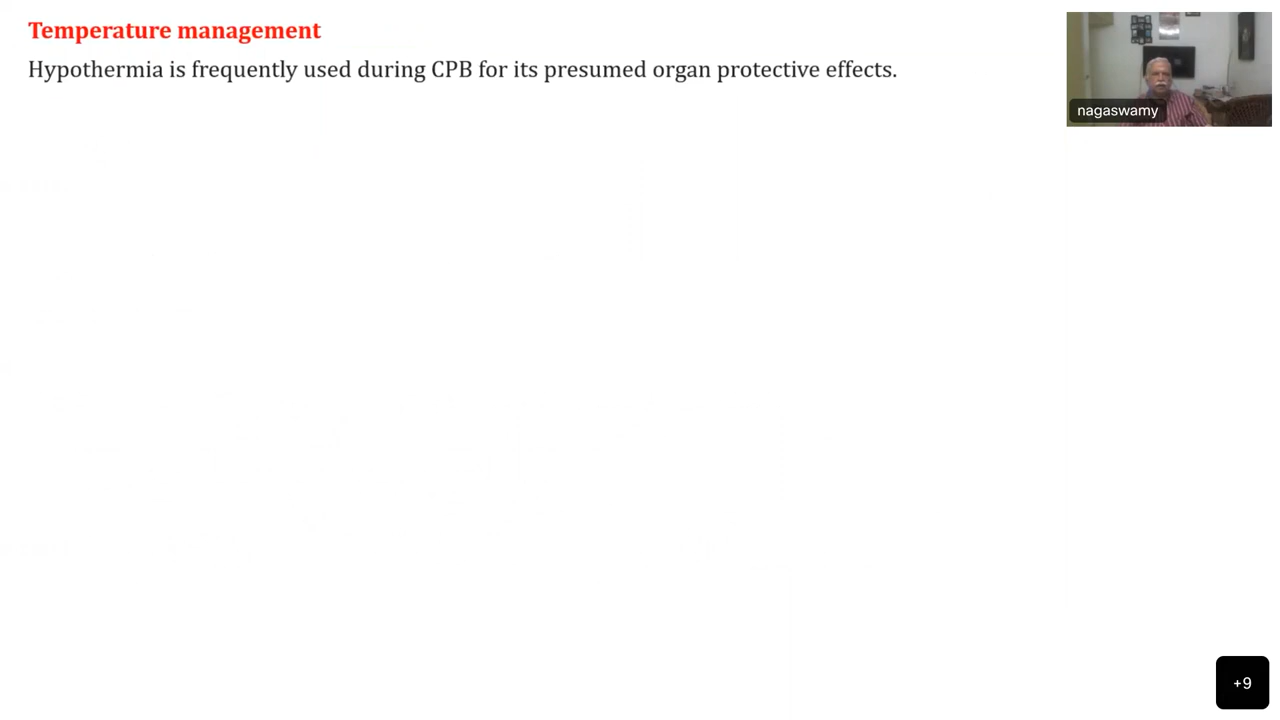 Temperature management
Hypothermia is frequently used during CPB for its presumed organ protective effects.
nagaswamy
+9